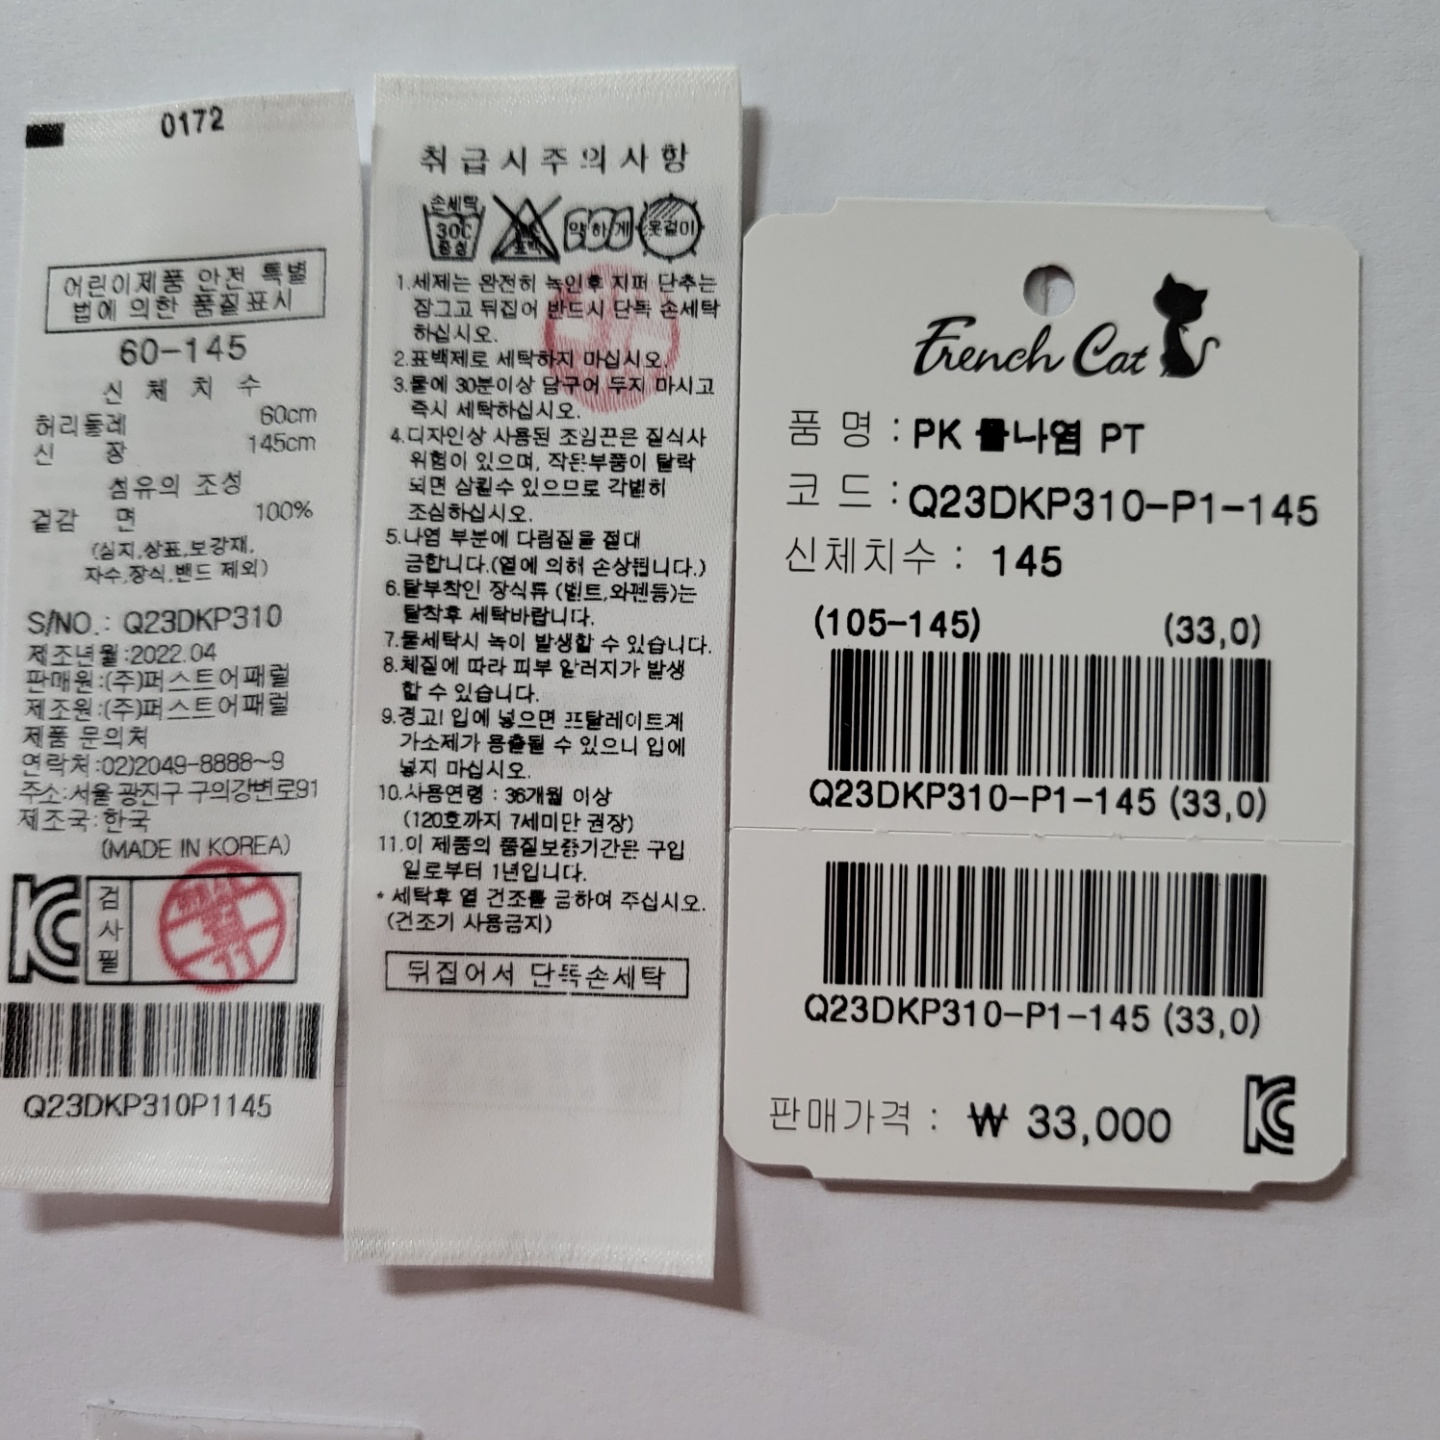 0172
어린이제품 안전 특별
법에 의한 품질표시
60-145
신 체 치 수
허리둘레 60cm
신 장 145cm
섬유의 조성
겉감 면 100%
(심지,상표,보강재,
자수,장식,밴드 제외)
S/NO.: Q23DKP310
제조년월:2022.04
판매원:(주)퍼스트어패럴
제조원:(주)퍼스트어패럴
제품 문의처
연락처:02)2049-8888~9
주소:서울 광진구 구의강변로91
제조국:한국
(MADE IN KOREA)
검
사
필
Q23DKP310P1145
취급시주의사항
손세탁
30C
중성
표백
약하게
옷걸이
1.세제는 완전히 녹인후 지퍼 단추는
잠그고 뒤집어 반드시 단독 손세탁
하십시오.
2.표백제로 세탁하지 마십시오.
3.물에 30분이상 담구어 두지 마시고
즉시 세탁하십시오.
4.디자인상 사용된 조임끈은 질식사
위험이 있으며, 작은부품이 탈락
되면 삼킬수 있으므로 각별히
조심하십시오.
5.나염 부분에 다림질을 절대
금합니다.(열에 의해 손상됩니다.)
6.탈부착인 장식류 (벨트,와펜등)는
탈착후 세탁바랍니다.
7.물세탁시 녹이 발생할 수 있습니다.
8.체질에 따라 피부 알러지가 발생
할 수 있습니다.
9.경고! 입에 넣으면 프탈레이트계
가소제가 용출될 수 있으니 입에
넣지 마십시오.
10.사용연령 : 36개월 이상
(120호까지 7세미만 권장)
11.이 제품의 품질보증기간은 구입
일로부터 1년입니다.
* 세탁후 열 건조를 금하여 주십시오.
(건조기 사용금지)
뒤집어서 단독손세탁
French Cat
품 명 : PK 물나염 PT
코 드 : Q23DKP310-P1-145
신체치수 : 145
(105-145) (33,0)
Q23DKP310-P1-145 (33,0)
Q23DKP310-P1-145 (33,0)
판매가격 : ₩ 33,000